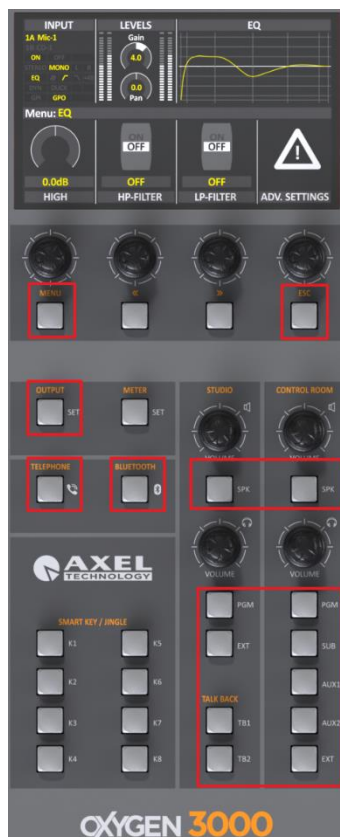 INPUT LEVELS EQ
1A Mic-1 Gain
ON
MONO 4.0
EQ
0.0
GPO Pan
Menu: EQ
ON ON
OFF OFF
0.0dB OFF OFF
HIGH HP-FILTER LP-FILTER ADV. SETTINGS
MENU « » ESC
OUTPUT METER STUDIO CONTROL ROOM
SET SET
VOLUME VOLUME
TELEPHONE BLUETOOTH
SPK SPK
AXEL
TECHNOLOGY
VOLUME VOLUME
PGM PGM
SMART KEY / JINGLE
K1 K5 EXT SUB
K2 K6 AUX1
TALK BACK
K3 K7 TB1 AUX2
K4 K8 TB2 EXT
OXYGEN 3000